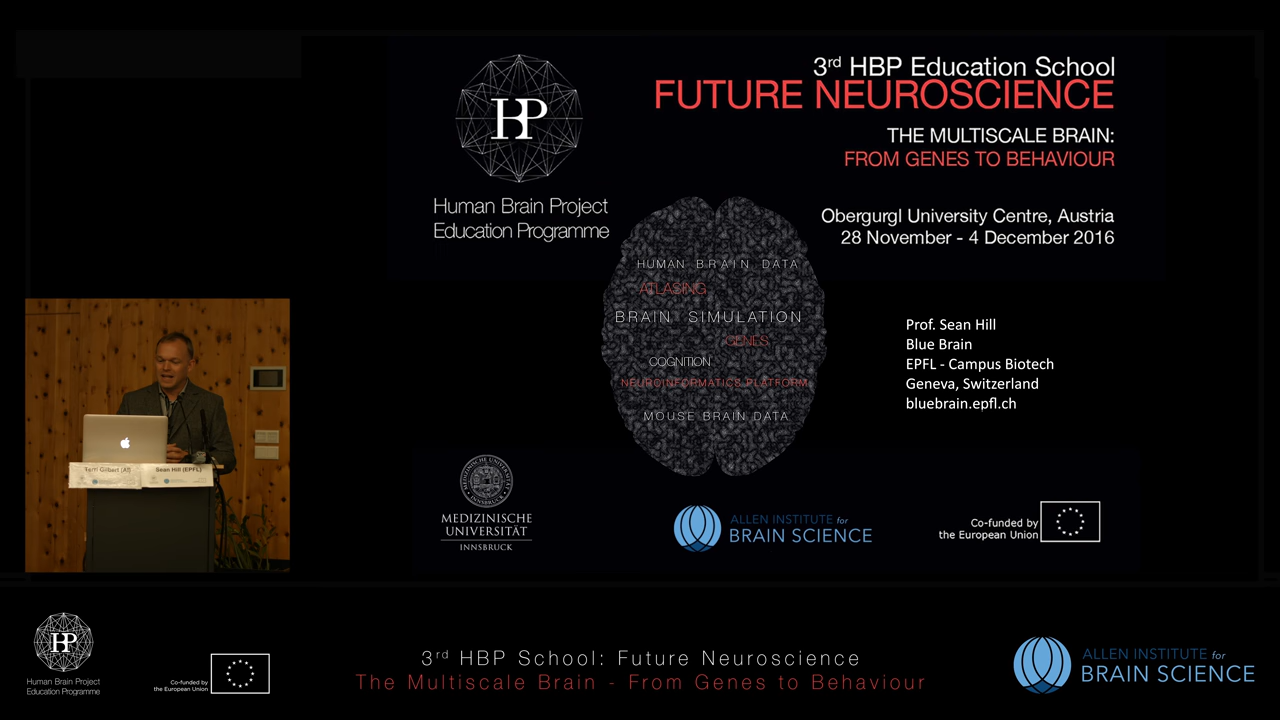 HP
Human Brain Project
Education Programme
3rd HBP Education School
FUTURE NEUROSCIENCE
THE MULTISCALE BRAIN:
FROM GENES TO BEHAVIOUR
Obergurgl University Centre, Austria
28 November - 4 December 2016
HUMAN BRAIN DATA
ATLASING
BRAIN SIMULATION
GENES
COGNITION
NEUROINFORMATICS PLATFORM
MOUSE BRAIN DATA
Prof. Sean Hill
Blue Brain
EPFL - Campus Biotech
Geneva, Switzerland
bluebrain.epfl.ch
Terri Gilbert (AI)
Sean Hill (EPFL)
MEDIZINISCHE
UNIVERSITÄT
INNSBRUCK
ALLEN INSTITUTE for
BRAIN SCIENCE
Co-funded by
the European Union
HP
Human Brain Project
Education Programme
Co-funded by
the European Union
3rd HBP School: Future Neuroscience
The Multiscale Brain - From Genes to Behaviour
ALLEN INSTITUTE for
BRAIN SCIENCE